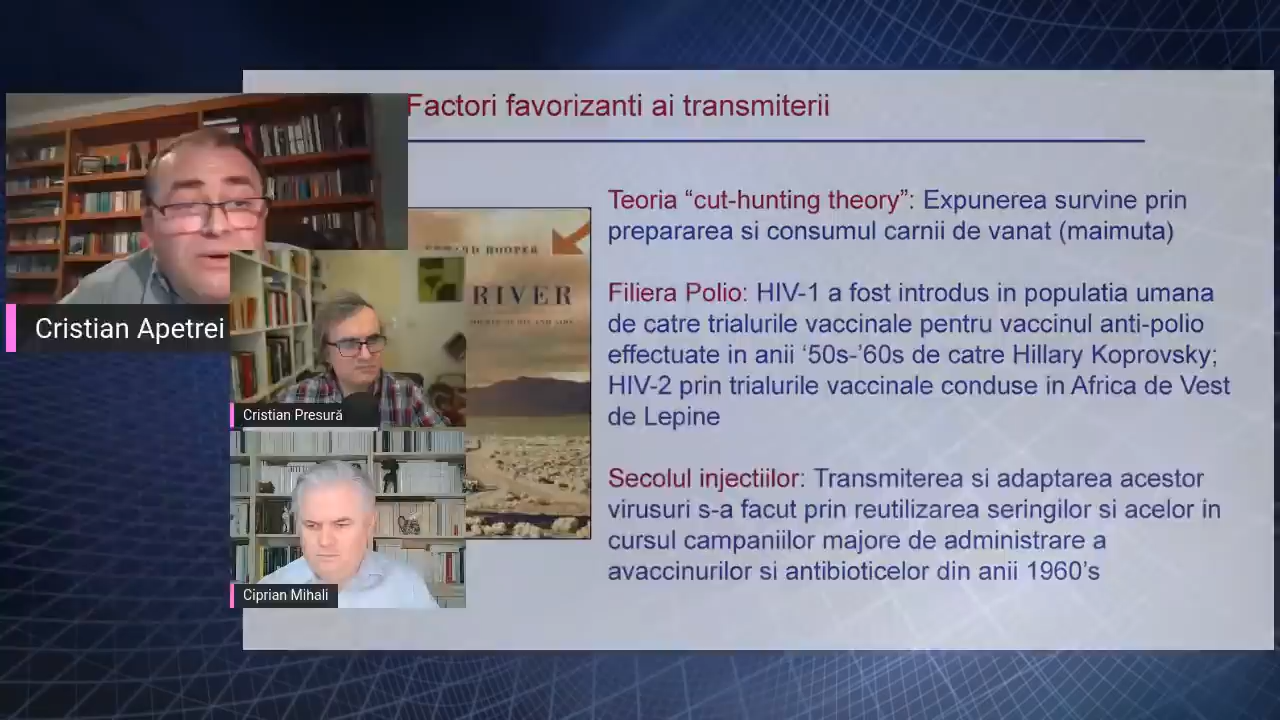 Factori favorizanti ai transmiterii
Cristian Apetrei
Cristian Presură
Ciprian Mihali
HOOPER
RIVER
Teoria “cut-hunting theory”: Expunerea survine prin
prepararea si consumul carnii de vanat (maimuta)
Filiera Polio: HIV-1 a fost introdus in populatia umana
de catre trialurile vaccinale pentru vaccinul anti-polio
effectuate in anii ‘50s-’60s de catre Hillary Koprovsky;
HIV-2 prin trialurile vaccinale conduse in Africa de Vest
de Lepine
Secolul injectiilor: Transmiterea si adaptarea acestor
virusuri s-a facut prin reutilizarea seringilor si acelor in
cursul campaniilor majore de administrare a
avaccinurilor si antibioticelor din anii 1960’s